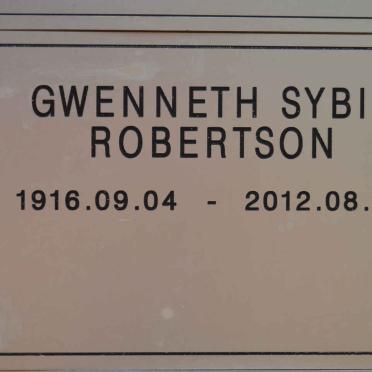 GWENNETH SYBI
ROBERTSON
1916.09.04 - 2012.08.